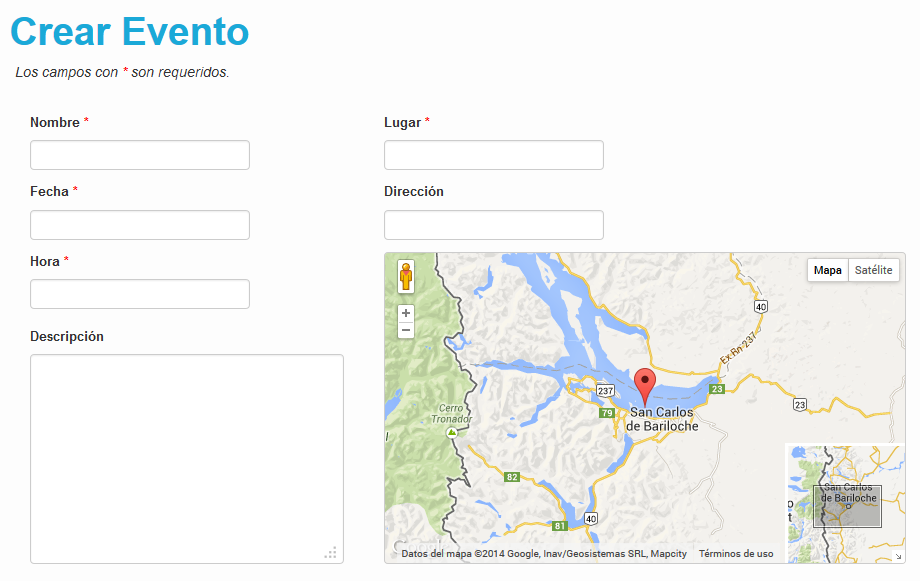 Crear Evento
Los campos con * son requeridos.
Nombre *
Lugar *
Fecha *
Dirección
Hora *
Descripción
Mapa
Satélite
+
−
40
Ex Rn 237
237
23
23
79
San Carlos
de Bariloche
Cerro
Tronador
82
40
81
San Carlos
de Bariloche
Datos del mapa ©2014 Google, Inav/Geosistemas SRL, Mapcity
Términos de uso